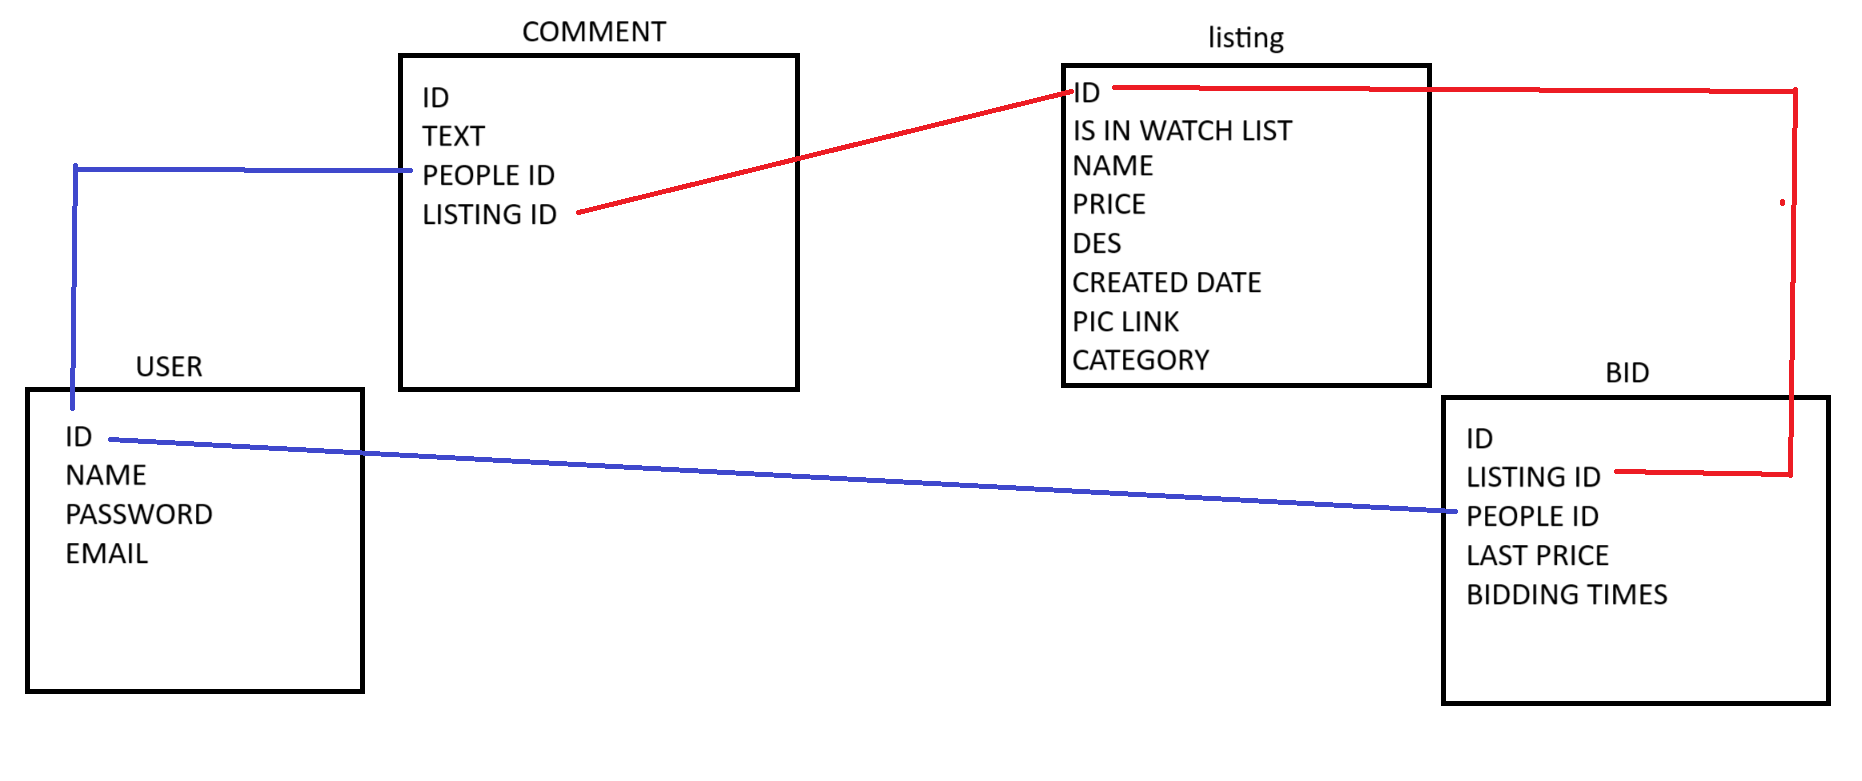 COMMENT
ID
TEXT
PEOPLE ID
LISTING ID
listing
ID
IS IN WATCH LIST
NAME
PRICE
DES
CREATED DATE
PIC LINK
CATEGORY
USER
ID
NAME
PASSWORD
EMAIL
BID
ID
LISTING ID
PEOPLE ID
LAST PRICE
BIDDING TIMES